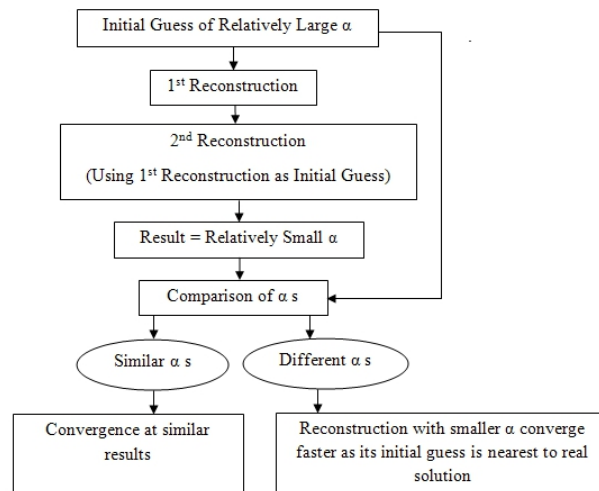 Initial Guess of Relatively Large α
1st Reconstruction
2nd Reconstruction
(Using 1st Reconstruction as Initial Guess)
Result = Relatively Small α
Comparison of α s
Similar α s
Different α s
Convergence at similar
results
Reconstruction with smaller α converge
faster as its initial guess is nearest to real
solution